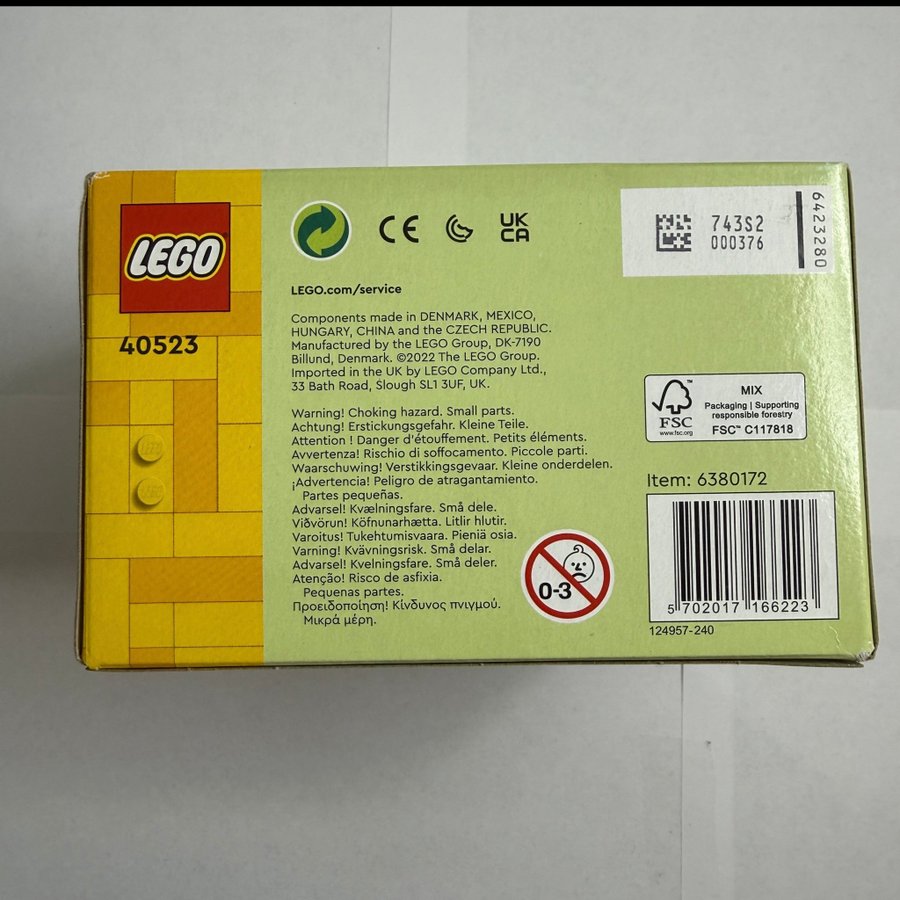 LEGO
40523
CE
UK
CA
743S2
000376
6423280
LEGO.com/service
Components made in DENMARK, MEXICO,
HUNGARY, CHINA and the CZECH REPUBLIC.
Manufactured by the LEGO Group, DK-7190
Billund, Denmark. ©2022 The LEGO Group.
Imported in the UK by LEGO Company Ltd.,
33 Bath Road, Slough SL1 3UF, UK.
Warning! Choking hazard. Small parts.
Achtung! Erstickungsgefahr. Kleine Teile.
Attention ! Danger d'étouffement. Petits éléments.
Avvertenza! Rischio di soffocamento. Piccole parti.
Waarschuwing! Verstikkingsgevaar. Kleine onderdelen.
¡Advertencia! Peligro de atragantamiento.
Partes pequeñas.
Advarsel! Kvælningsfare. Små dele.
Viðvörun! Köfnunarhætta. Litlir hlutir.
Varoitus! Tukehtumisvaara. Pieniä osia.
Varning! Kvävningsrisk. Små delar.
Advarsel! Kvelningsfare. Små deler.
Atenção! Risco de asfixia.
Pequenas partes.
Προειδοποίηση! Κίνδυνος πνιγμού.
Μικρά μέρη.
0-3
FSC
www.fsc.org
MIX
Packaging | Supporting
responsible forestry
FSC™ C117818
Item: 6380172
5 702017 166223
124957-240
LEGO
LEGO